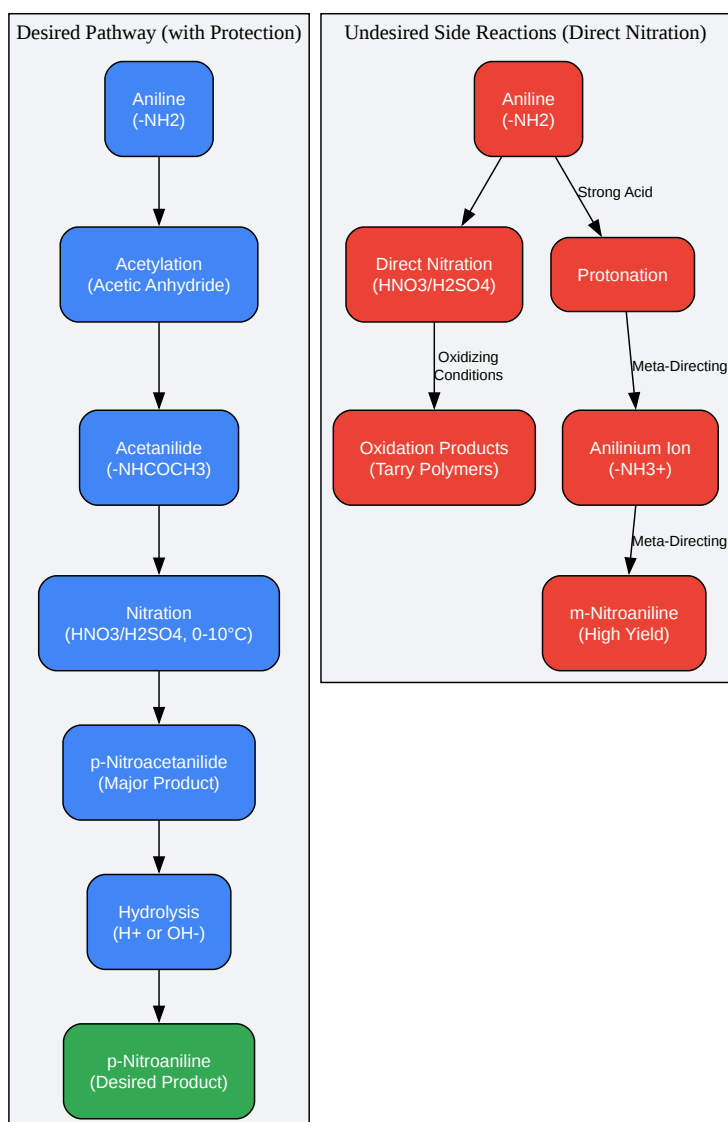 Desired Pathway (with Protection)
Aniline
(-NH2)
Acetylation
(Acetic Anhydride)
Acetanilide
(-NHCOCH3)
Nitration
(HNO3/H2SO4, 0-10°C)
p-Nitroacetanilide
(Major Product)
Hydrolysis
(H+ or OH-)
p-Nitroaniline
(Desired Product)
Undesired Side Reactions (Direct Nitration)
Aniline
(-NH2)
Strong Acid
Direct Nitration
(HNO3/H2SO4)
Protonation
Oxidizing
Conditions
Meta-Directing
Oxidation Products
(Tarry Polymers)
Anilinium Ion
(-NH3+)
Meta-Directing
m-Nitroaniline
(High Yield)